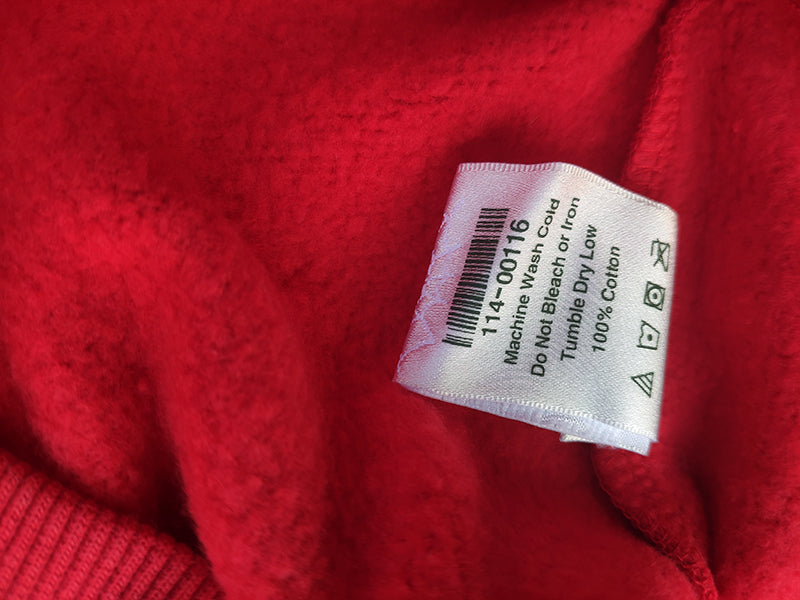 114-00116
Machine Wash Cold
Do Not Bleach or Iron
Tumble Dry Low
100% Cotton